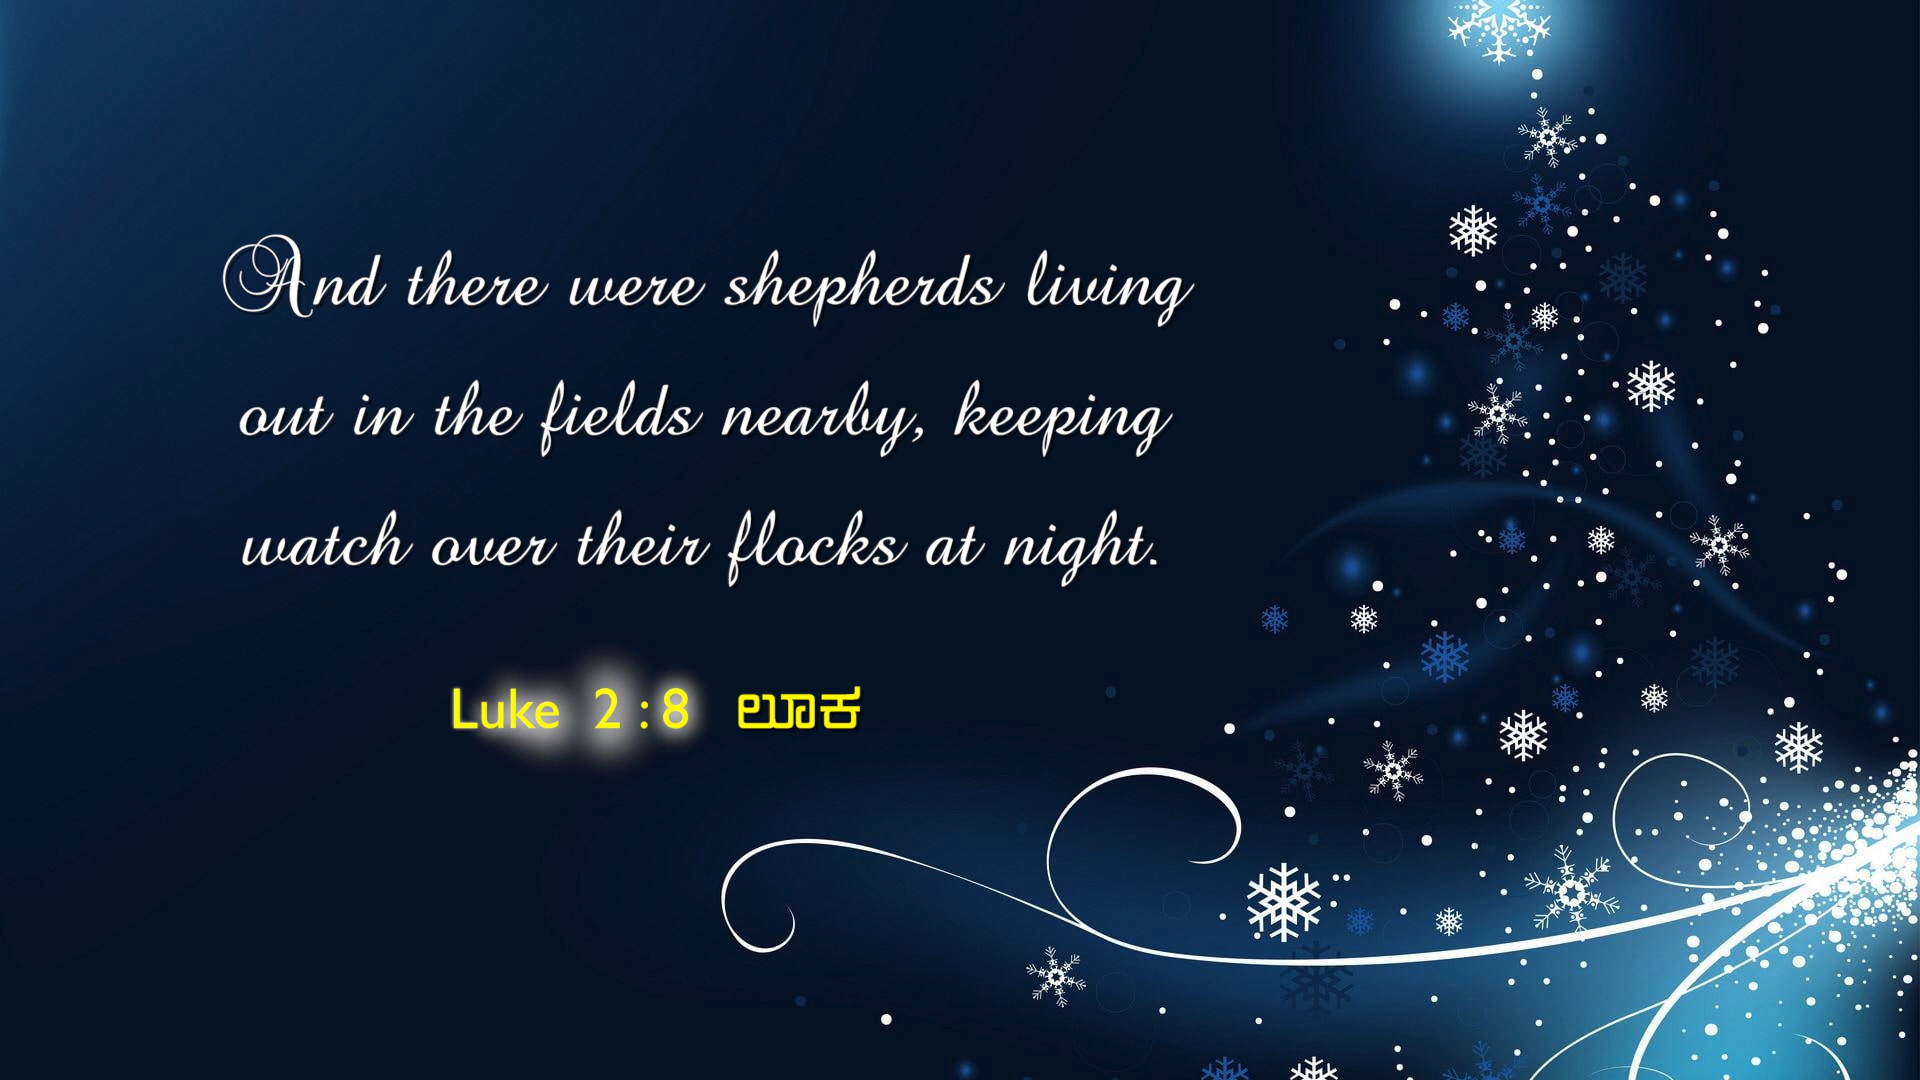 And there were shepherds living
out in the fields nearby, keeping
watch over their flocks at night.
Luke 2 : 8 ಲೂಕ